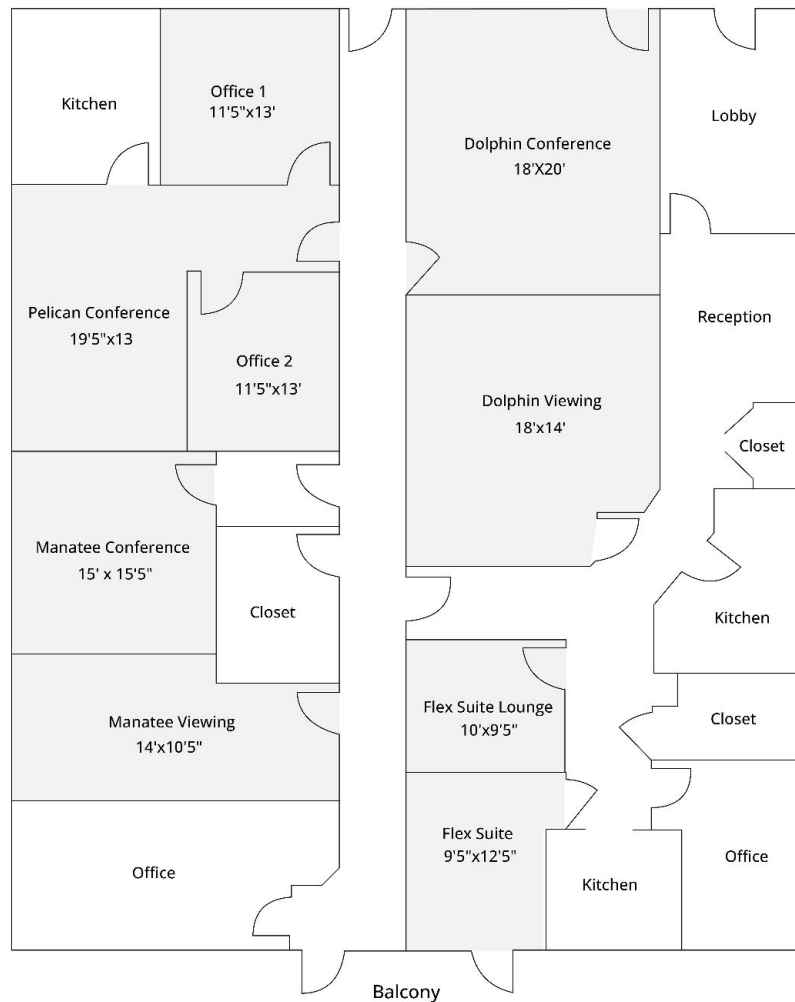 Kitchen
Office 1
11'5"x13'
Dolphin Conference
18'X20'
Lobby
Pelican Conference
19'5"x13
Office 2
11'5"x13'
Reception
Dolphin Viewing
18'x14'
Closet
Manatee Conference
15' x 15'5"
Closet
Kitchen
Manatee Viewing
14'x10'5"
Flex Suite Lounge
10'x9'5"
Closet
Office
Flex Suite
9'5"x12'5"
Kitchen
Office
Balcony